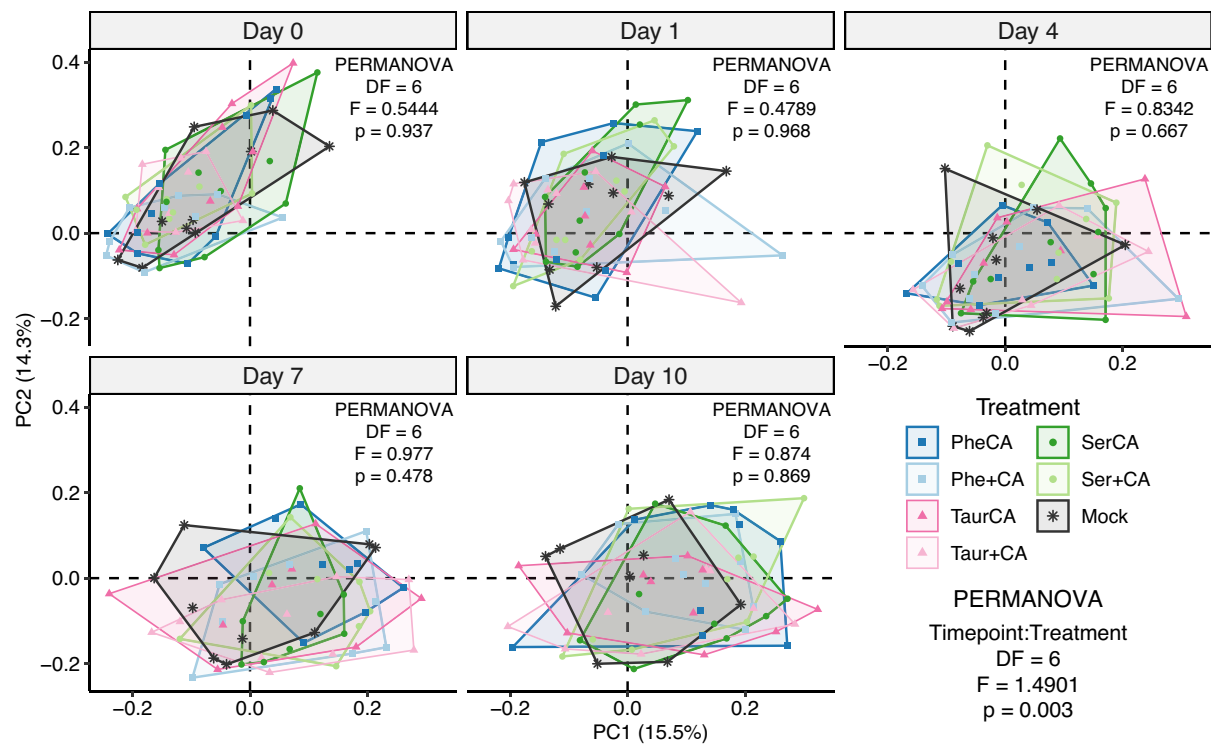 Day 0
PERMANOVA
DF = 6
F = 0.5444
p = 0.937
Day 1
PERMANOVA
DF = 6
F = 0.4789
p = 0.968
Day 4
PERMANOVA
DF = 6
F = 0.8342
p = 0.667
0.4
0.2
0.0
−0.2
−0.2
0.0
0.2
PC2 (14.3%)
Day 7
PERMANOVA
DF = 6
F = 0.977
p = 0.478
Day 10
PERMANOVA
DF = 6
F = 0.874
p = 0.869
0.4
0.2
0.0
−0.2
−0.2
0.0
0.2
−0.2
0.0
0.2
PC1 (15.5%)
Treatment
PheCA
SerCA
Phe+CA
Ser+CA
TaurCA
Mock
Taur+CA
PERMANOVA
Timepoint:Treatment
DF = 6
F = 1.4901
p = 0.003